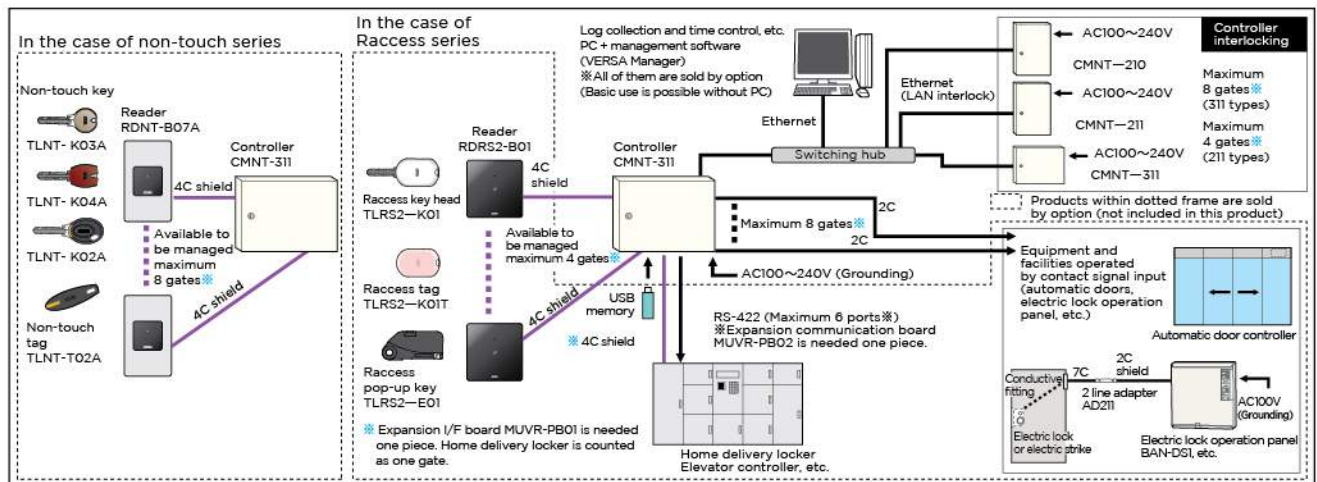 In the case of non-touch series
Non-touch key
Reader
RDNT-B07A
TLNT- K03A
TLNT- K04A
TLNT- K02A
Non-touch
tag
TLNT-T02A
Controller
CMNT-311
4C shield
Available to
be managed
maximum
8 gates※
4C shield
In the case of
Raccess series
Reader
RDRS2-B01
Raccess key head
TLRS2—K01
Raccess tag
TLRS2—K01T
Raccess
pop-up key
TLRS2—E01
4C
shield
Available to
be managed
maximum 4 gates※
4C shield
※ 4C shield
※ Expansion I/F board MUVR-PB01 is needed
one piece. Home delivery locker is counted
as one gate.
Log collection and time control, etc.
PC + management software
(VERSA Manager)
※All of them are sold by option
(Basic use is possible without PC)
Ethernet
Ethernet
(LAN interlock)
Switching hub
Controller
CMNT-311
2C
Maximum 8 gates※
2C
AC100～240V (Grounding)
USB
memory
RS-422 (Maximum 6 ports※)
※Expansion communication board
MUVR-PB02 is needed one piece.
Home delivery locker
Elevator controller, etc.
Controller
interlocking
AC100～240V
CMNT—210
AC100～240V
CMNT—211
AC100～240V
CMNT—311
Maximum
8 gates※
(311 types)
Maximum
4 gates※
(211 types)
Products within dotted frame are sold
by option (not included in this product)
Equipment and
facilities operated
by contact signal input
(automatic doors,
electric lock operation
panel, etc.)
Automatic door controller
Conductive
fitting
7C
2C
shield
2 line adapter
AD211
AC100V
(Grounding)
Electric lock
or electric strike
Electric lock operation panel
BAN-DS1, etc.